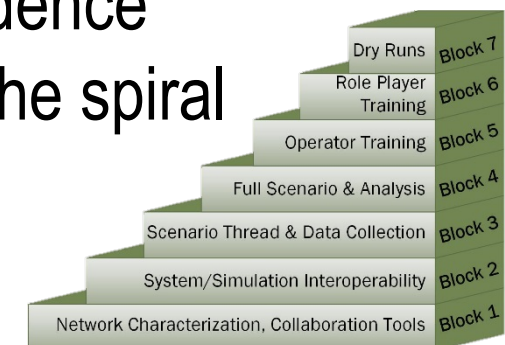 dence
he spiral
Dry Runs Block 7
Role Player
Training Block 6
Operator Training Block 5
Full Scenario & Analysis Block 4
Scenario Thread & Data Collection Block 3
System/Simulation Interoperability Block 2
Network Characterization, Collaboration Tools Block 1